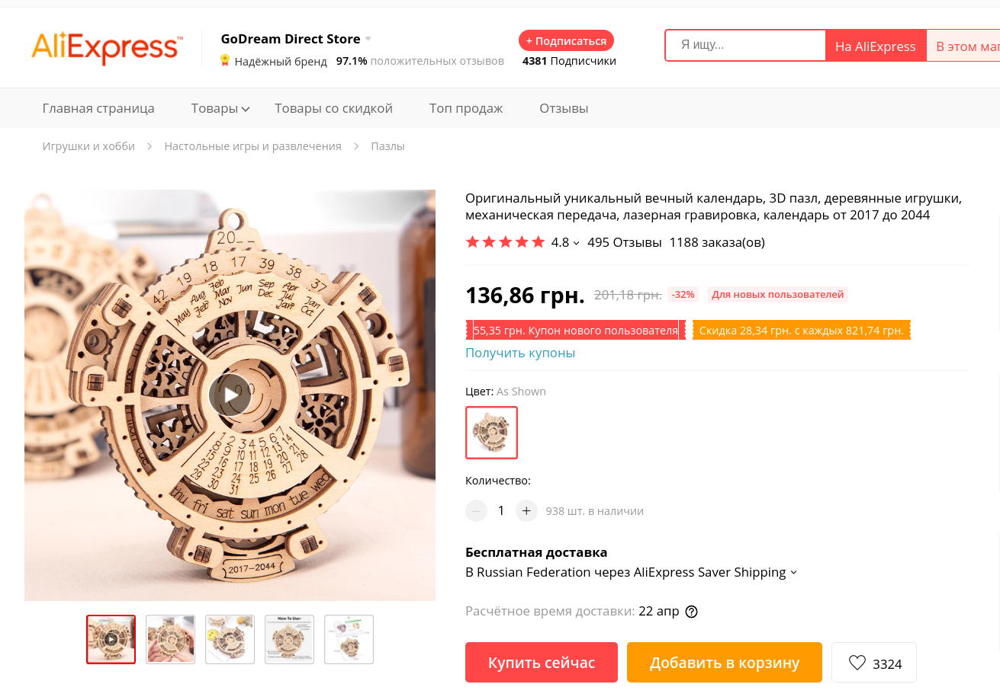 AliExpress™
GoDream Direct Store
Надёжный бренд 97.1% положительных отзывов
+ Подписаться
4381 Подписчики
Я ищу...
На AliExpress
В этом маг
Главная страница Товары Товары со скидкой Топ продаж Отзывы
Игрушки и хобби > Настольные игры и развлечения > Пазлы
20_ _
42 19 18 17 39 38 37
May Aug Feb Feb Mar Nov Jun Sep Dec Apr Jul Jan Jan Oct
1 2 3 4 5 6 7
8 9 10 11 12 13 14
15 16 17 18 19 20 21
22 23 24 25 26 27 28
29 30 31
thu fri sat sun mon tue wed
2017-2044
How To Use:
Оригинальный уникальный вечный календарь, 3D пазл, деревянные игрушки,
механическая передача, лазерная гравировка, календарь от 2017 до 2044
4.8 495 Отзывы 1188 заказа(ов)
136,86 грн. 201,18 грн. -32% Для новых пользователей
55,35 грн. Купон нового пользователя Скидка 28,34 грн. с каждых 821,74 грн.
Получить купоны
Цвет: As Shown
Количество:
1 + 938 шт. в наличии
Бесплатная доставка
В Russian Federation через AliExpress Saver Shipping
Расчётное время доставки: 22 апр ?
Купить сейчас Добавить в корзину 3324